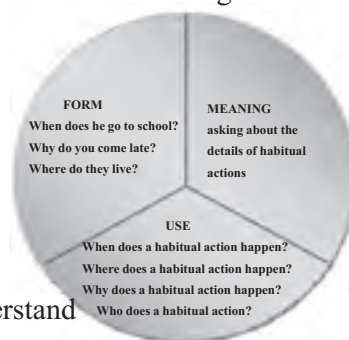 FORM
When does he go to school?
Why do you come late?
Where do they live?
MEANING
asking about the
details of habitual
actions
USE
When does a habitual action happen?
Where does a habitual action happen?
Why does a habitual action happen?
Who does a habitual action?
erstand